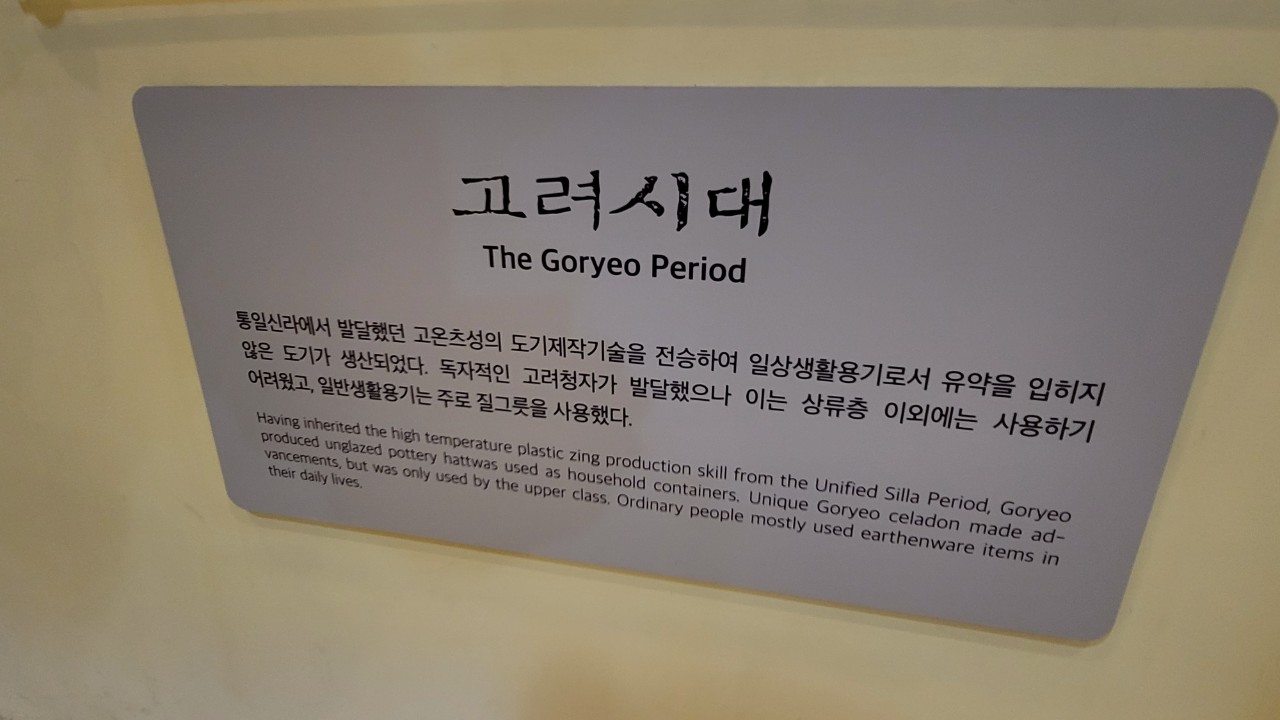 고려시대
The Goryeo Period
통일신라에서 발달했던 고온츠성의 도기제작기술을 전승하여 일상생활용기로서 유약을 입히지
않은 도기가 생산되었다. 독자적인 고려청자가 발달했으나 이는 상류층 이외에는 사용하기
어려웠고, 일반생활용기는 주로 질그릇을 사용했다.
Having inherited the high temperature plastic zing production skill from the Unified Silla Period, Goryeo
produced unglazed pottery hattwas used as household containers. Unique Goryeo celadon made ad-
vancements, but was only used by the upper class. Ordinary people mostly used earthenware items in
their daily lives.